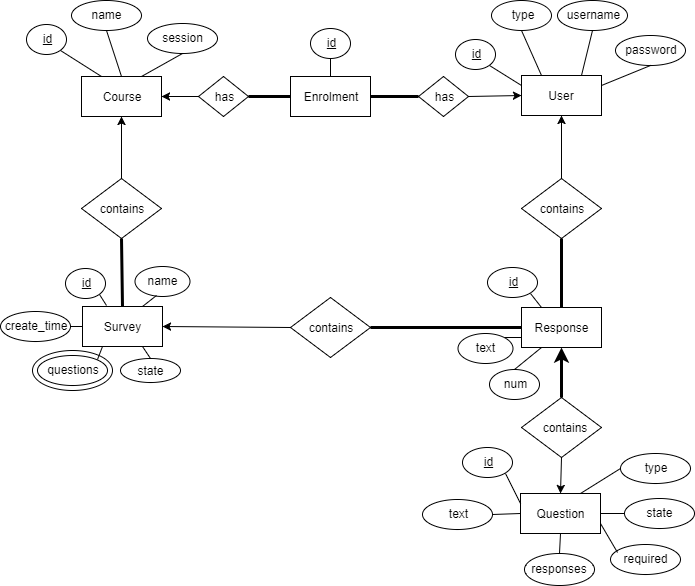 name
type
username
id
session
id
password
id
Course
has
Enrolment
has
User
contains
contains
id
name
id
create_time
Survey
contains
Response
text
questions
state
num
contains
id
type
text
Question
state
required
responses